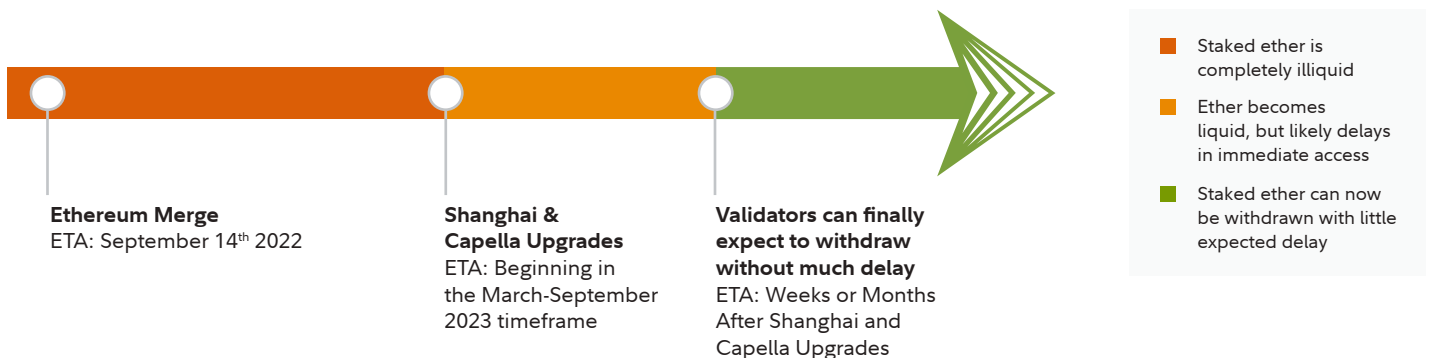 Ethereum Merge
ETA: September 14th 2022
Shanghai &
Capella Upgrades
ETA: Beginning in
the March-September
2023 timeframe
Validators can finally
expect to withdraw
without much delay
ETA: Weeks or Months
After Shanghai and
Capella Upgrades
Staked ether is
completely illiquid
Ether becomes
liquid, but likely delays
in immediate access
Staked ether can now
be withdrawn with little
expected delay